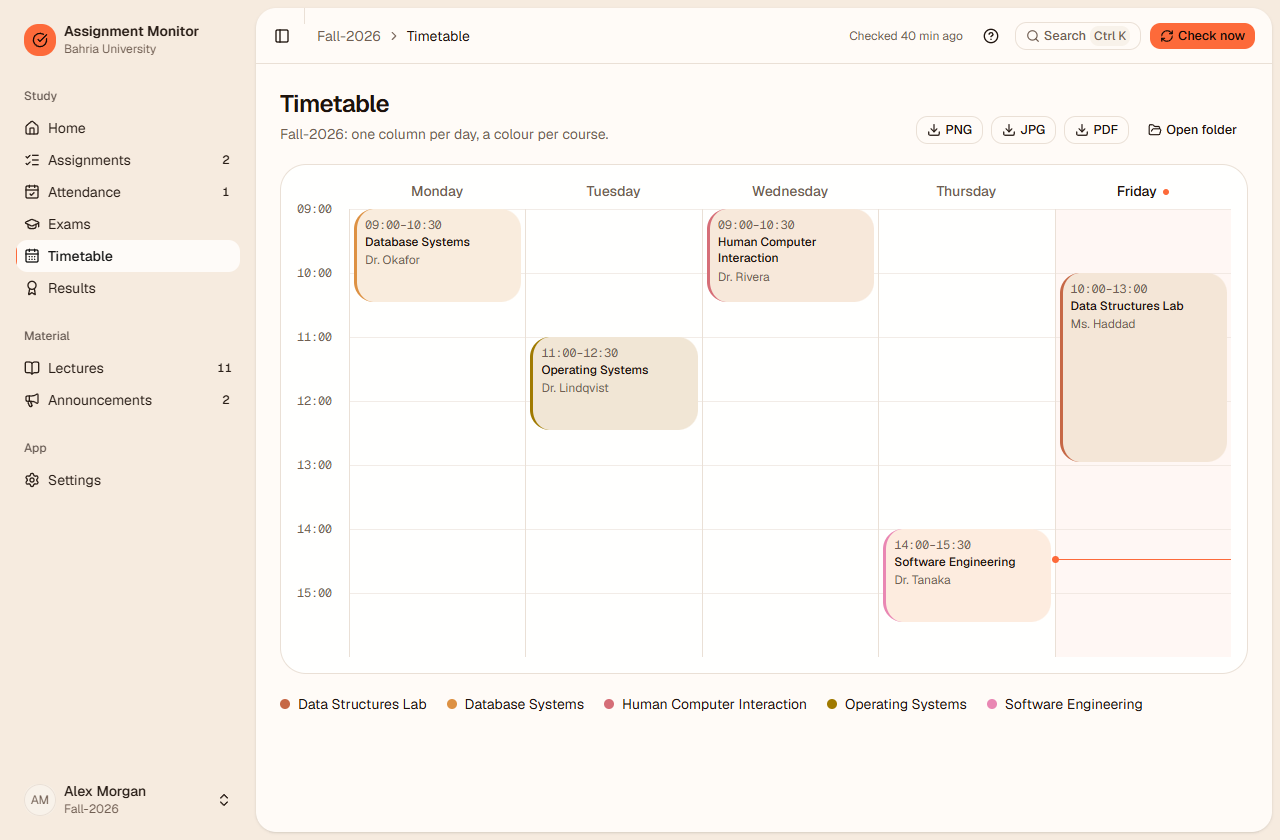 Assignment Monitor
Bahria University
Study
Home
Assignments 2
Attendance 1
Exams
Timetable
Results
Material
Lectures 11
Announcements 2
App
Settings
AM
Alex Morgan
Fall-2026
Fall-2026 > Timetable
Checked 40 min ago
Search Ctrl K
Check now
Timetable
Fall-2026: one column per day, a colour per course.
PNG
JPG
PDF
Open folder
Monday Tuesday Wednesday Thursday Friday
09:00
10:00
11:00
12:00
13:00
14:00
15:00
09:00–10:30
Database Systems
Dr. Okafor
11:00–12:30
Operating Systems
Dr. Lindqvist
09:00–10:30
Human Computer
Interaction
Dr. Rivera
14:00–15:30
Software Engineering
Dr. Tanaka
10:00–13:00
Data Structures Lab
Ms. Haddad
Data Structures Lab Database Systems Human Computer Interaction Operating Systems Software Engineering